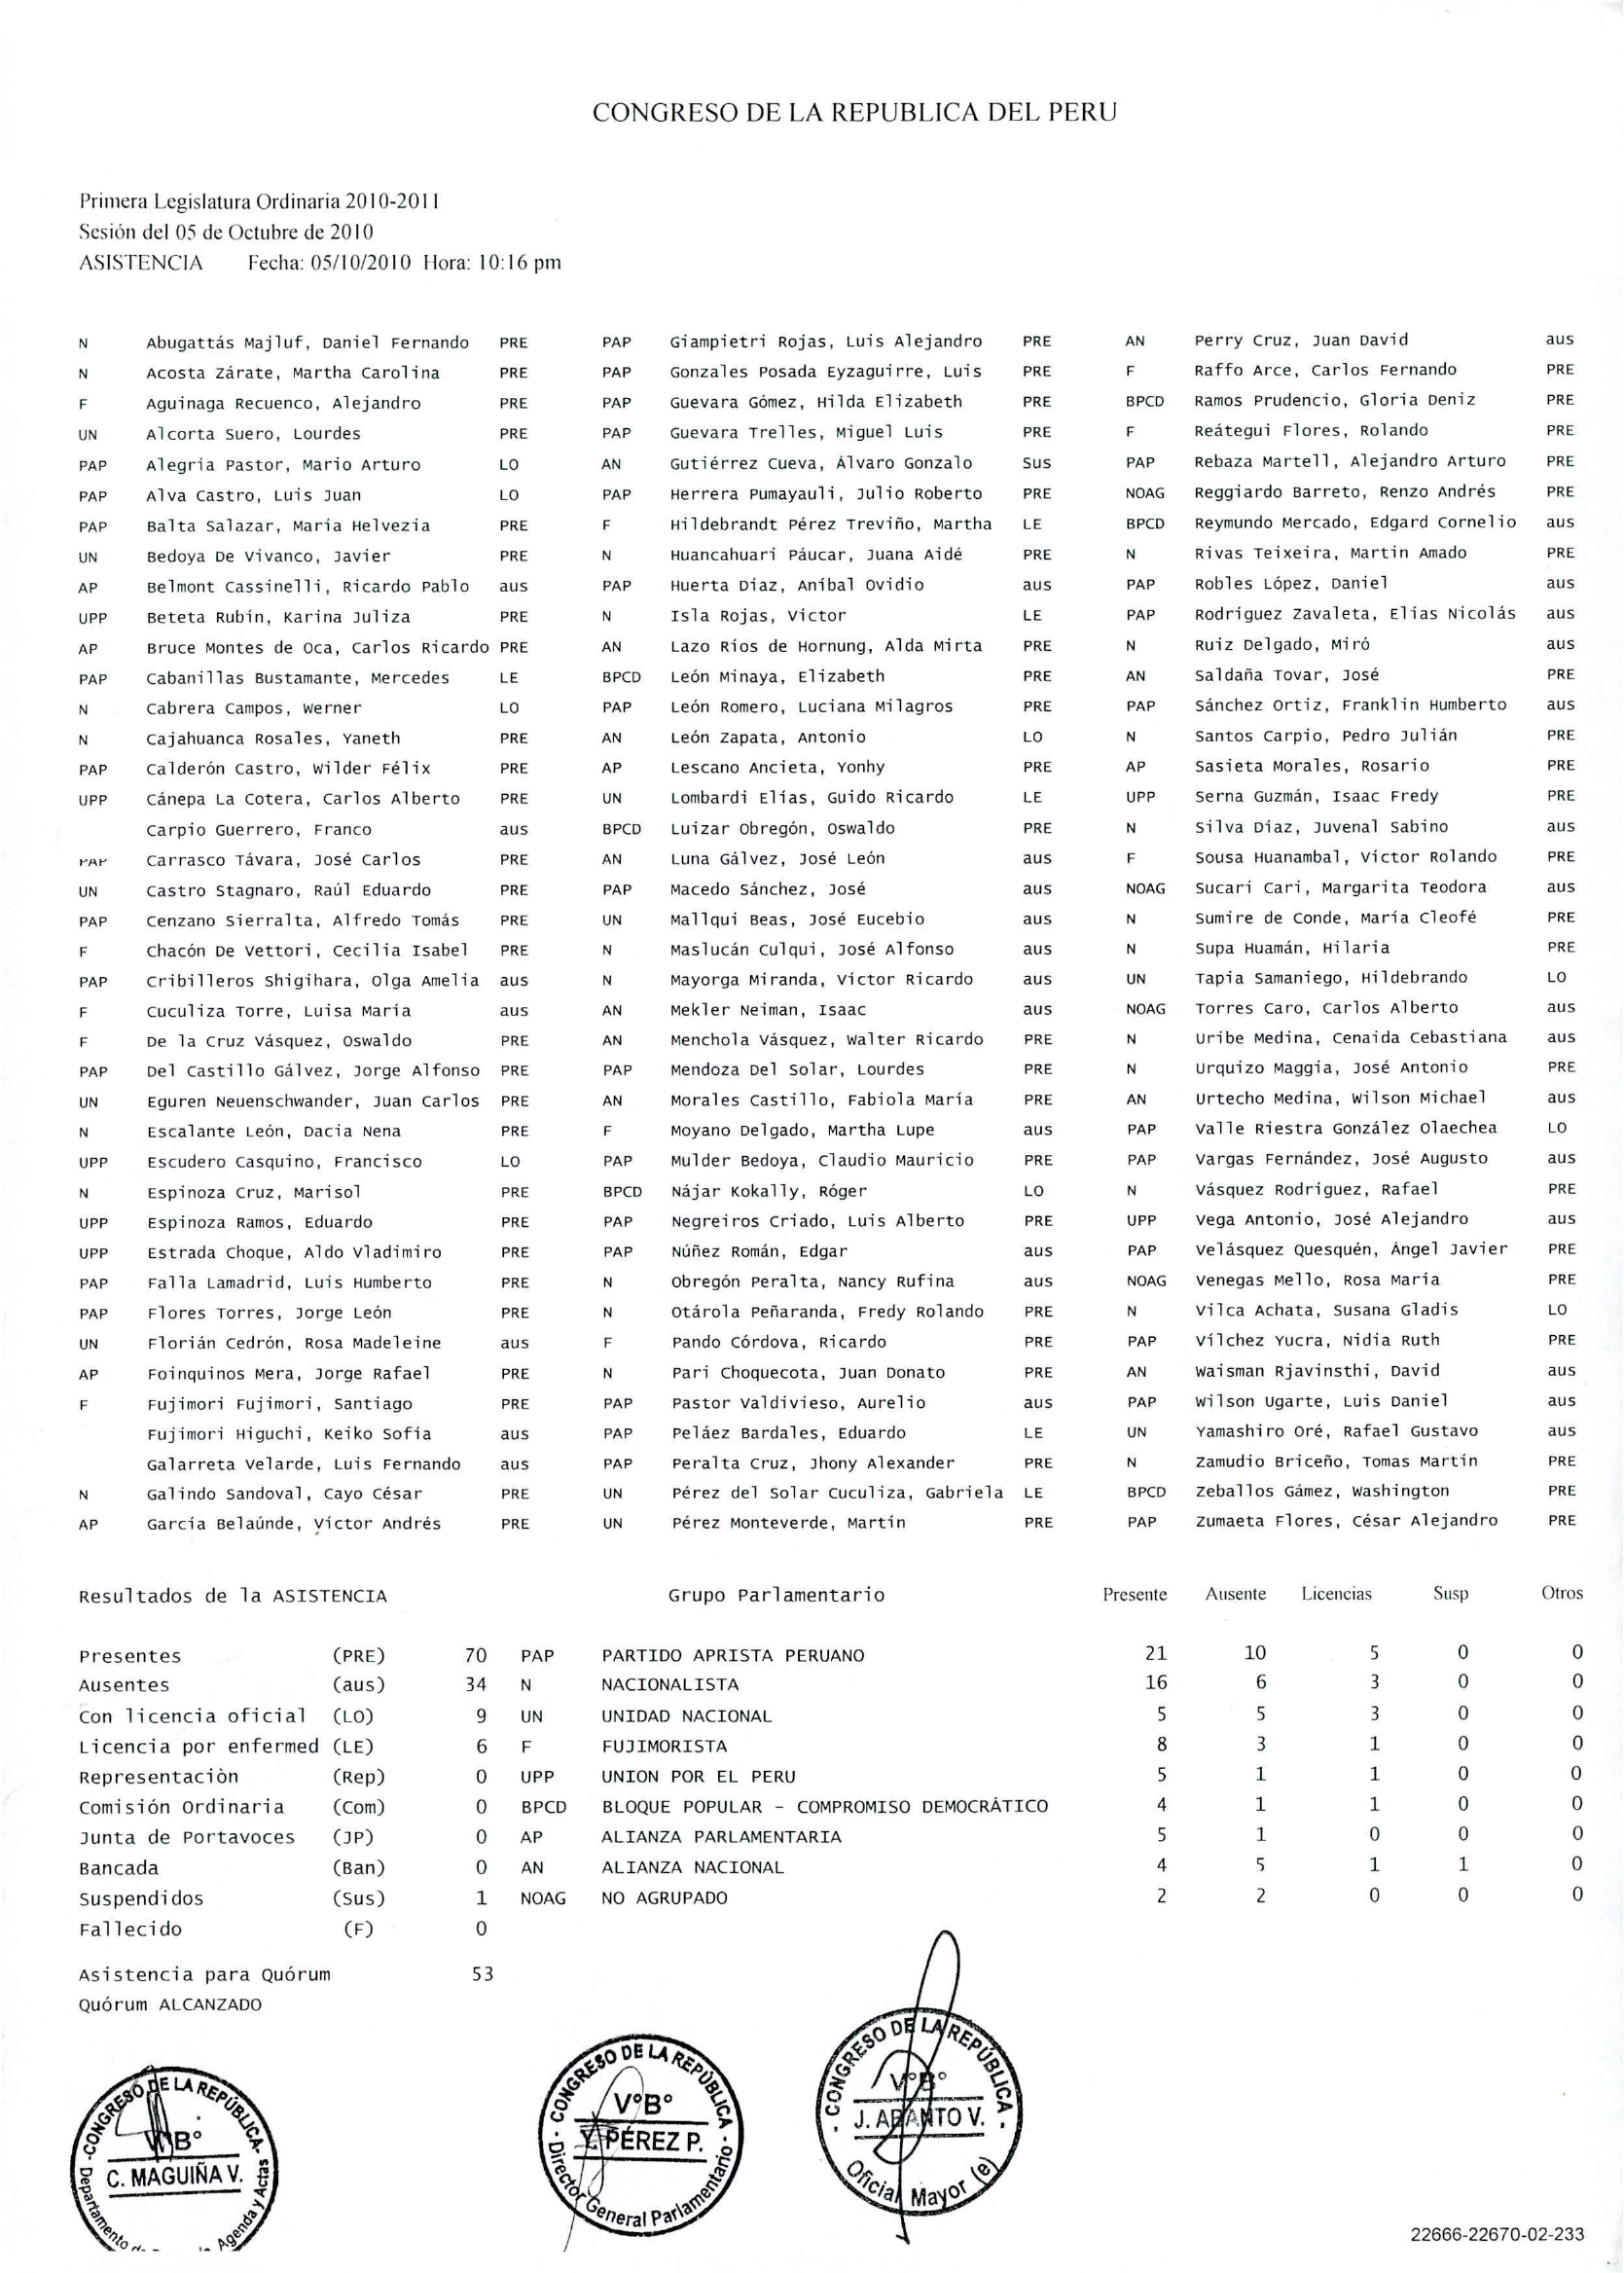 CONGRESO DE LA REPUBLICA DEL PERU
Primera Legislatura Ordinaria 2010-2011
Sesión del 05 de Octubre de 2010
ASISTENCIA Fecha: 05/10/2010 Hora: 10:16 pm
N Abugattás Majluf, Daniel Fernando PRE PAP Giampietri Rojas, Luis Alejandro PRE AN Perry Cruz, Juan David aus
N Acosta Zárate, Martha Carolina PRE PAP Gonzales Posada Eyzaguirre, Luis PRE F Raffo Arce, Carlos Fernando PRE
F Aguinaga Recuenco, Alejandro PRE PAP Guevara Gómez, Hilda Elizabeth PRE BPCD Ramos Prudencio, Gloria Deniz PRE
UN Alcorta Suero, Lourdes PRE PAP Guevara Trelles, Miguel Luis PRE F Reátegui Flores, Rolando PRE
PAP Alegría Pastor, Mario Arturo LO AN Gutiérrez Cueva, Álvaro Gonzalo Sus PAP Rebaza Martell, Alejandro Arturo PRE
PAP Alva Castro, Luis Juan LO PAP Herrera Pumayauli, Julio Roberto PRE NOAG Reggiardo Barreto, Renzo Andrés PRE
PAP Balta Salazar, María Helvezia PRE F Hildebrandt Pérez Treviño, Martha LE BPCD Reymundo Mercado, Edgard Cornelio aus
UN Bedoya De Vivanco, Javier PRE N Huancahuari Páucar, Juana Aidé PRE N Rivas Teixeira, Martín Amado PRE
AP Belmont Cassinelli, Ricardo Pablo aus PAP Huerta Díaz, Aníbal Ovidio aus PAP Robles López, Daniel aus
UPP Beteta Rubín, Karina Juliza PRE N Isla Rojas, Víctor LE PAP Rodríguez Zavaleta, Elías Nicolás aus
AP Bruce Montes de Oca, Carlos Ricardo PRE AN Lazo Ríos de Hornung, Alda Mirta PRE N Ruiz Delgado, Miró aus
PAP Cabanillas Bustamante, Mercedes LE BPCD León Minaya, Elizabeth PRE AN Saldaña Tovar, José PRE
N Cabrera Campos, Werner LO PAP León Romero, Luciana Milagros PRE PAP Sánchez Ortiz, Franklin Humberto aus
N Cajahuanca Rosales, Yaneth PRE AN León Zapata, Antonio LO N Santos Carpio, Pedro Julián PRE
PAP Calderón Castro, Wilder Félix PRE AP Lescano Ancieta, Yonhy PRE AP Sasieta Morales, Rosario PRE
UPP Cánepa La Cotera, Carlos Alberto PRE UN Lombardi Elías, Guido Ricardo LE UPP Serna Guzmán, Isaac Fredy PRE
Carpio Guerrero, Franco aus BPCD Luizar Obregón, Oswaldo PRE N Silva Díaz, Juvenal Sabino aus
PAP Carrasco Távara, José Carlos PRE AN Luna Gálvez, José León aus F Sousa Huanambal, Víctor Rolando PRE
UN Castro Stagnaro, Raúl Eduardo PRE PAP Macedo Sánchez, José aus NOAG Sucari Cari, Margarita Teodora aus
PAP Cenzano Sierralta, Alfredo Tomás PRE UN Mallqui Beas, José Eucebio aus N Sumire de Conde, María Cleofé PRE
F Chacón De Vettori, Cecilia Isabel PRE N Maslucán Culqui, José Alfonso aus N Supa Huamán, Hilaria PRE
PAP Cribilleros Shigihara, Olga Amelia aus N Mayorga Miranda, Víctor Ricardo aus UN Tapia Samaniego, Hildebrando LO
F Cuculiza Torre, Luisa María aus AN Mekler Neiman, Isaac aus NOAG Torres Caro, Carlos Alberto aus
F De la Cruz Vásquez, Oswaldo PRE AN Menchola Vásquez, Walter Ricardo PRE N Uribe Medina, Cenaida Cebastiana aus
PAP Del Castillo Gálvez, Jorge Alfonso PRE PAP Mendoza Del Solar, Lourdes PRE N Urquizo Maggia, José Antonio PRE
UN Eguren Neuenschwander, Juan Carlos PRE AN Morales Castillo, Fabiola María PRE AN Urtecho Medina, Wilson Michael aus
N Escalante León, Dacia Nena PRE F Moyano Delgado, Martha Lupe aus PAP Valle Riestra González Olaechea LO
UPP Escudero Casquino, Francisco LO PAP Mulder Bedoya, Claudio Mauricio PRE PAP Vargas Fernández, José Augusto aus
N Espinoza Cruz, Marisol PRE BPCD Nájar Kokally, Róger LO N Vásquez Rodríguez, Rafael PRE
UPP Espinoza Ramos, Eduardo PRE PAP Negreiros Criado, Luis Alberto PRE UPP Vega Antonio, José Alejandro aus
UPP Estrada Choque, Aldo Vladimiro PRE PAP Núñez Román, Edgar aus PAP Velásquez Quesquén, Ángel Javier PRE
PAP Falla Lamadrid, Luis Humberto PRE N Obregón Peralta, Nancy Rufina aus NOAG Venegas Mello, Rosa María PRE
PAP Flores Torres, Jorge León PRE N Otárola Peñaranda, Fredy Rolando PRE N Vilca Achata, Susana Gladis LO
UN Florián Cedrón, Rosa Madeleine aus F Pando Córdova, Ricardo PRE PAP Vílchez Yucra, Nidia Ruth PRE
AP Foinquinos Mera, Jorge Rafael PRE N Pari Choquecota, Juan Donato PRE AN Waisman Rjavinsthi, David aus
F Fujimori Fujimori, Santiago PRE PAP Pastor Valdivieso, Aurelio aus PAP Wilson Ugarte, Luis Daniel aus
Fujimori Higuchi, Keiko Sofía aus PAP Peláez Bardales, Eduardo LE UN Yamashiro Oré, Rafael Gustavo aus
Galarreta Velarde, Luis Fernando aus PAP Peralta Cruz, Jhony Alexander PRE N Zamudio Briceño, Tomas Martín PRE
N Galindo Sandoval, Cayo César PRE UN Pérez del Solar Cuculiza, Gabriela LE BPCD Zeballos Gámez, Washington PRE
AP García Belaúnde, Víctor Andrés PRE UN Pérez Monteverde, Martín PRE PAP Zumaeta Flores, César Alejandro PRE
Resultados de la ASISTENCIA Grupo Parlamentario Presente Ausente Licencias Susp Otros
Presentes (PRE) 70 PAP PARTIDO APRISTA PERUANO 21 10 5 0 0
Ausentes (aus) 34 N NACIONALISTA 16 6 3 0 0
Con licencia oficial (LO) 9 UN UNIDAD NACIONAL 5 5 3 0 0
Licencia por enfermed (LE) 6 F FUJIMORISTA 8 3 1 0 0
Representaciòn (Rep) 0 UPP UNION POR EL PERU 5 1 1 0 0
Comisión Ordinaria (Com) 0 BPCD BLOQUE POPULAR - COMPROMISO DEMOCRÁTICO 4 1 1 0 0
Junta de Portavoces (JP) 0 AP ALIANZA PARLAMENTARIA 5 1 0 0 0
Bancada (Ban) 0 AN ALIANZA NACIONAL 4 5 1 1 0
Suspendidos (Sus) 1 NOAG NO AGRUPADO 2 2 0 0 0
Fallecido (F) 0
Asistencia para Quórum 53
Quórum ALCANZADO
CONGRESO DE LA REPÚBLICA
V°B°
C. MAGUIÑA V.
Departamento Agenda y Actas
CONGRESO DE LA REPÚBLICA
V°B°
Y. PÉREZ P.
Director General Parlamentario
CONGRESO DE LA REPÚBLICA
V°B°
J. ABANTO V.
Oficial Mayor (e)
22666-22670-02-233